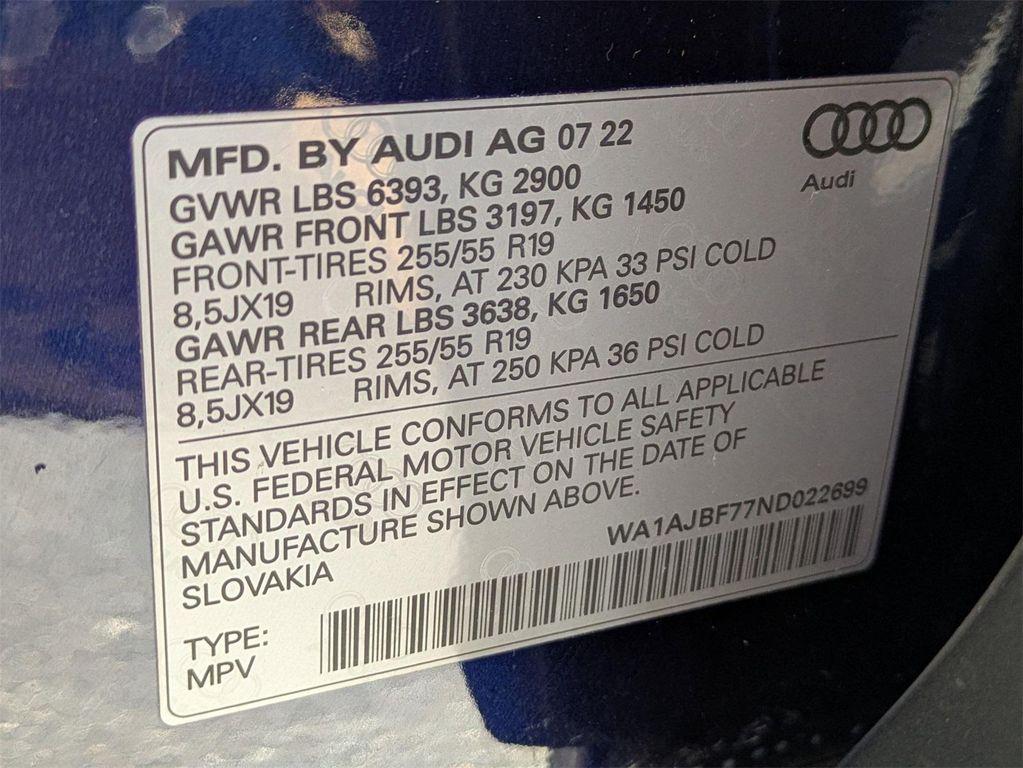 MFD. BY AUDI AG 07 22
Audi
GVWR LBS 6393, KG 2900
GAWR FRONT LBS 3197, KG 1450
FRONT-TIRES 255/55 R19
8,5JX19 RIMS, AT 230 KPA 33 PSI COLD
GAWR REAR LBS 3638, KG 1650
REAR-TIRES 255/55 R19
8,5JX19 RIMS, AT 250 KPA 36 PSI COLD
THIS VEHICLE CONFORMS TO ALL APPLICABLE
U.S. FEDERAL MOTOR VEHICLE SAFETY
STANDARDS IN EFFECT ON THE DATE OF
MANUFACTURE SHOWN ABOVE.
SLOVAKIA
WA1AJBF77ND022699
TYPE:
MPV